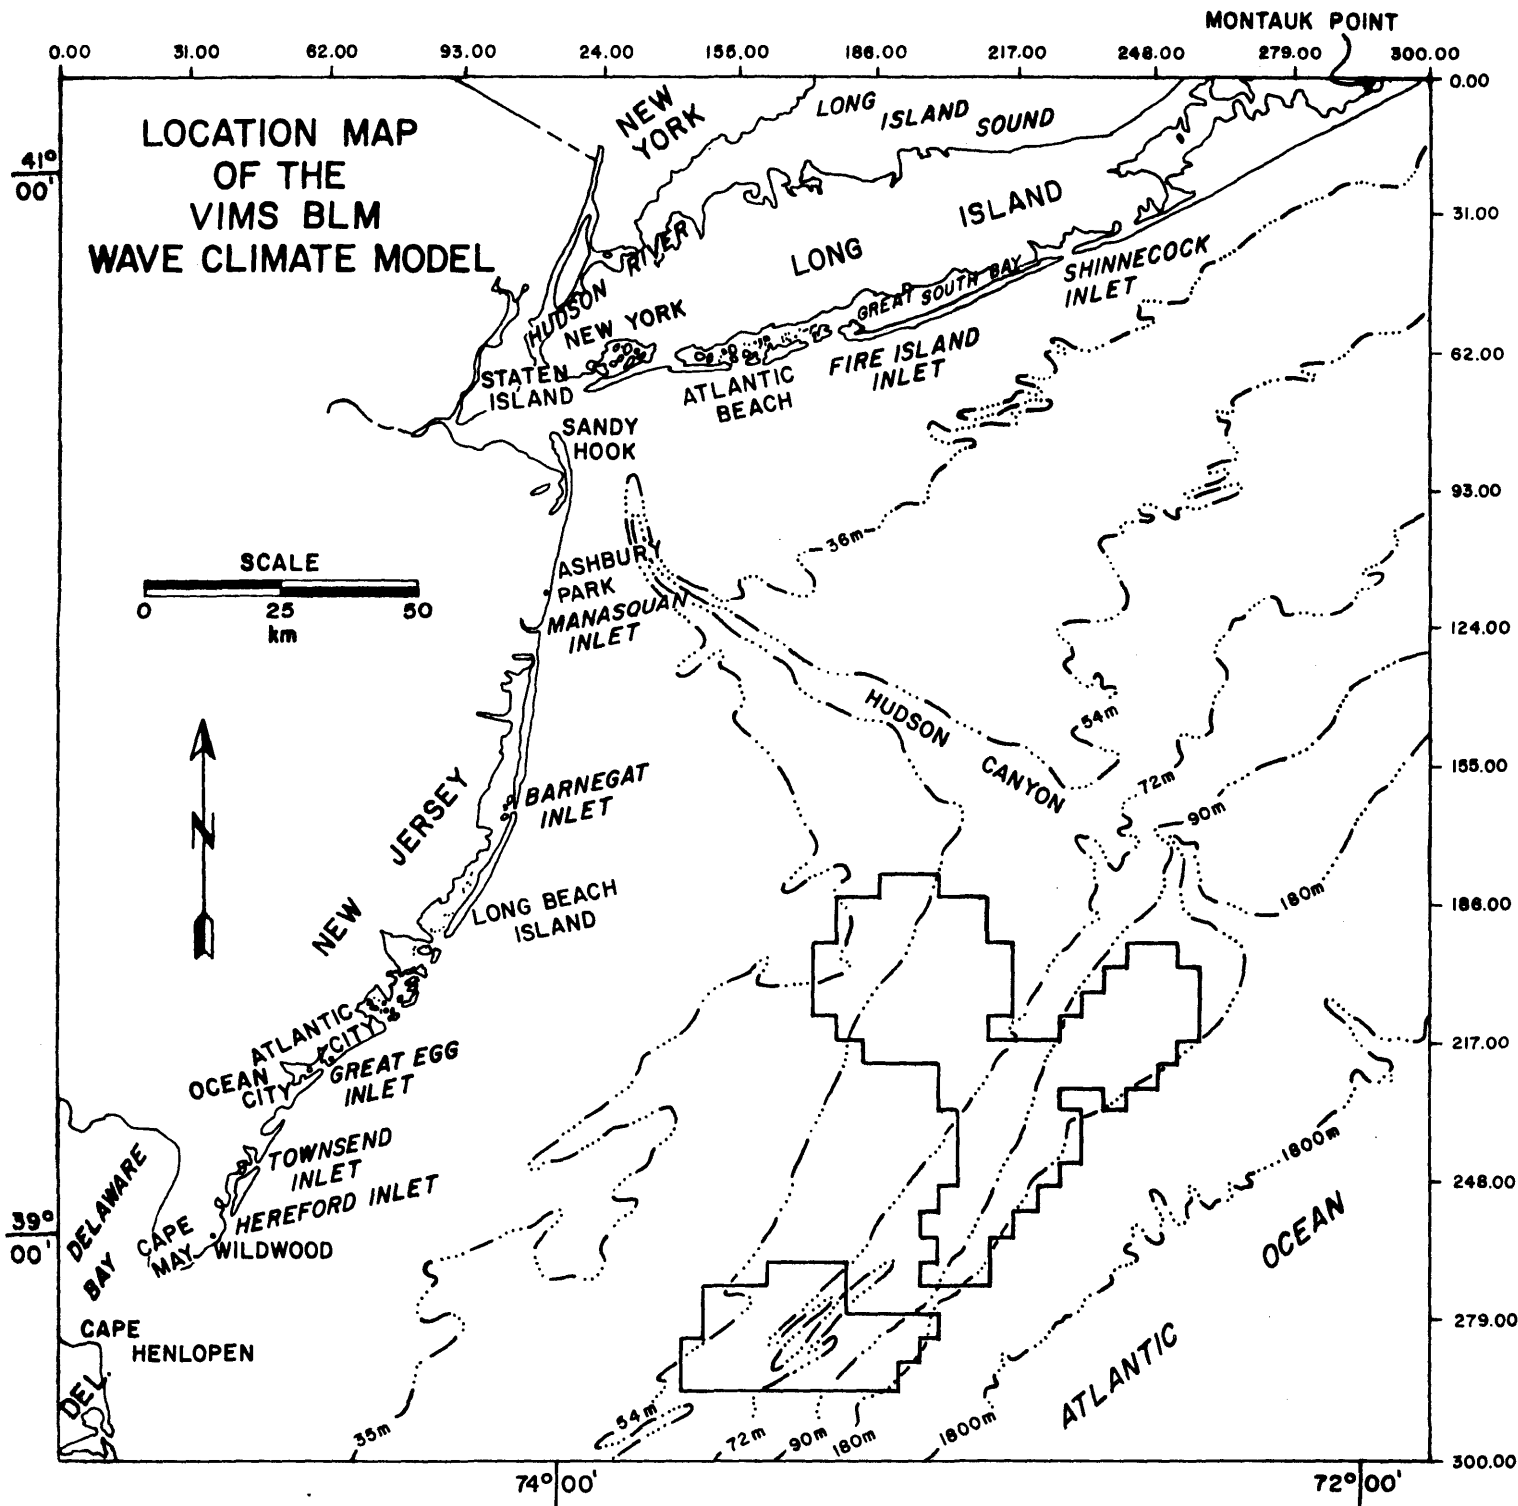 MONTAUK POINT
0.00 31.00 62.00 93.00 24.00 155.00 186.00 217.00 248.00 279.00 300.00
0.00
LOCATION MAP
OF THE
VIMS BLM
WAVE CLIMATE MODEL
41°
00'
NEW
YORK
LONG
ISLAND
SOUND
31.00
LONG
ISLAND
HUDSON
RIVER
NEW YORK
GREAT SOUTH BAY
SHINNECOCK
INLET
62.00
STATEN
ISLAND
ATLANTIC
BEACH
FIRE ISLAND
INLET
SANDY
HOOK
93.00
36m
SCALE
0 25 50
km
ASHBURY
PARK
MANASQUAN
INLET
124.00
HUDSON
CANYON
54m
72m
90m
180m
155.00
N
BARNEGAT
INLET
NEW
JERSEY
LONG BEACH
ISLAND
186.00
ATLANTIC
CITY
OCEAN
CITY
GREAT EGG
INLET
217.00
TOWNSEND
INLET
HEREFORD INLET
1800m
248.00
39°
00'
DELAWARE
BAY
CAPE
MAY
WILDWOOD
ATLANTIC
OCEAN
279.00
CAPE
HENLOPEN
DEL.
35m
54m
72m
90m
180m
1800m
300.00
74°00'
72°00'